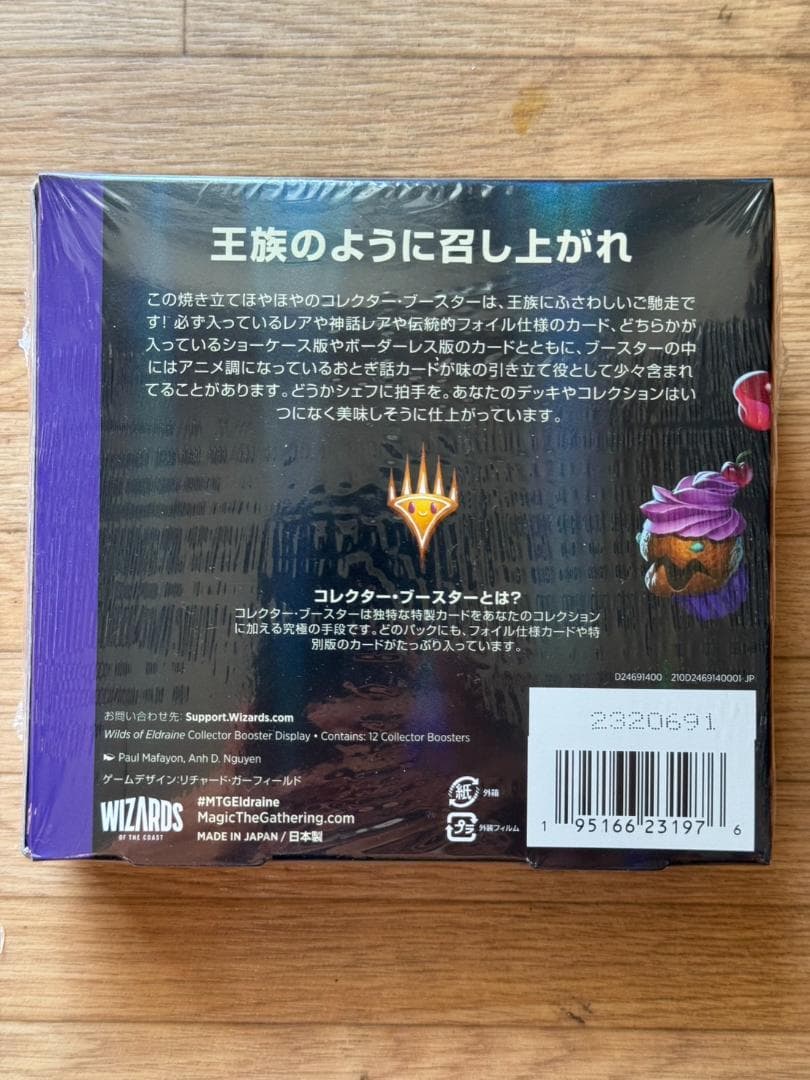 王族のように召し上がれ
この焼き立てほやほやのコレクター・ブースターは、王族にふさわしいご馳走で
す！必ず入っているレアや神話レアや伝統的フォイル仕様のカード、どちらかが
入っているショーケース版やボーダーレス版のカードとともに、ブースターの中
にはアニメ調になっているおとぎ話カードが味の引き立て役として少々含まれ
てることがあります。どうかシェフに拍手を。あなたのデッキやコレクションはい
つになく美味しそうに仕上がっています。
コレクター・ブースターとは?
コレクター・ブースターは独特な特製カードをあなたのコレクション
に加える究極の手段です。どのパックにも、フォイル仕様カードや特
別版のカードがたっぷり入っています。
D24691400 210D2469140001-JP
お問い合わせ先: Support.Wizards.com
Wilds of Eldraine Collector Booster Display • Contains: 12 Collector Boosters
Paul Mafayon, Anh D. Nguyen
ゲームデザイン:リチャード・ガーフィールド
WIZARDS
OF THE COAST
#MTGEldraine
MagicTheGathering.com
MADE IN JAPAN / 日本製
紙 外箱
プラ 外装フィルム
2320691
1 95166 23197 6